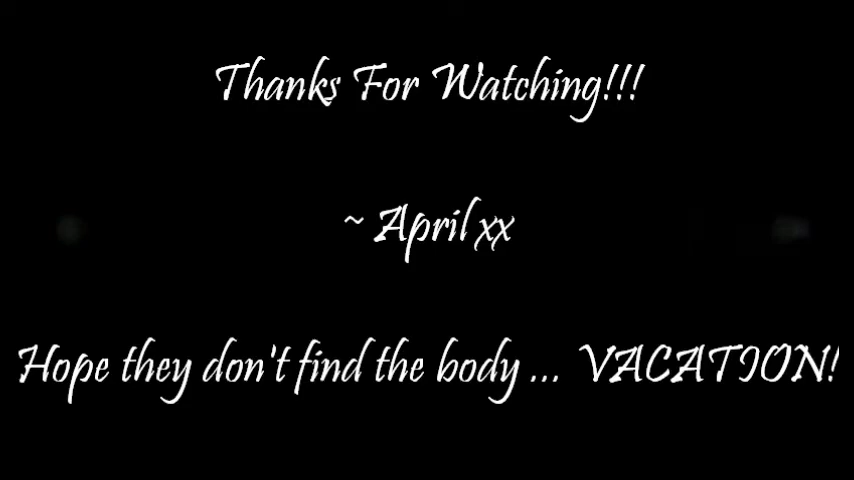 Thanks For Watching!!!
~ April xx
Hope they don't find the body ... VACATION!